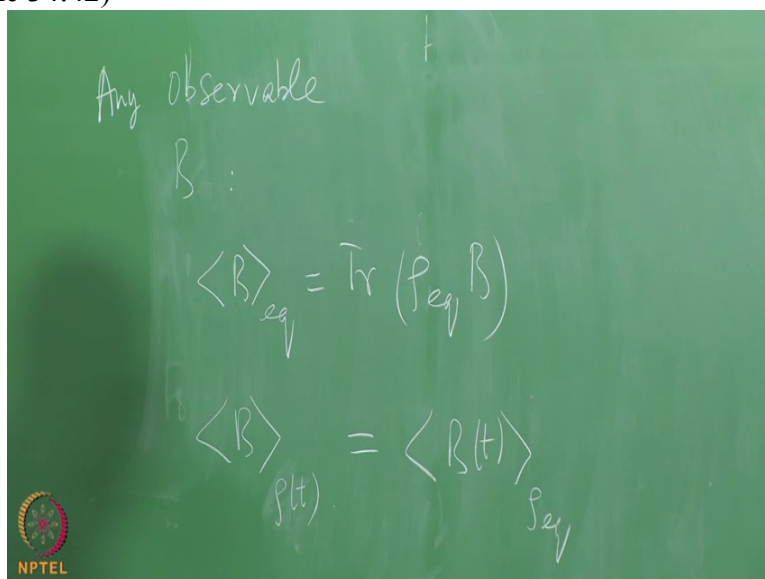 Any Observable
B :
<B>eq = Tr (ρeq B)
<B>ρ(t) = <B(t)>ρeq
NPTEL